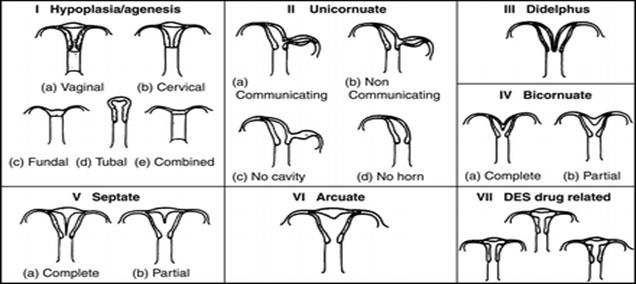 I Hypoplasia/agenesis
(a) Vaginal (b) Cervical
(c) Fundal (d) Tubal (e) Combined
II Unicornuate
(a) (b) Non
Communicating Communicating
(c) No cavity (d) No horn
III Didelphus
IV Bicornuate
(a) Complete (b) Partial
V Septate
(a) Complete (b) Partial
VI Arcuate
VII DES drug related